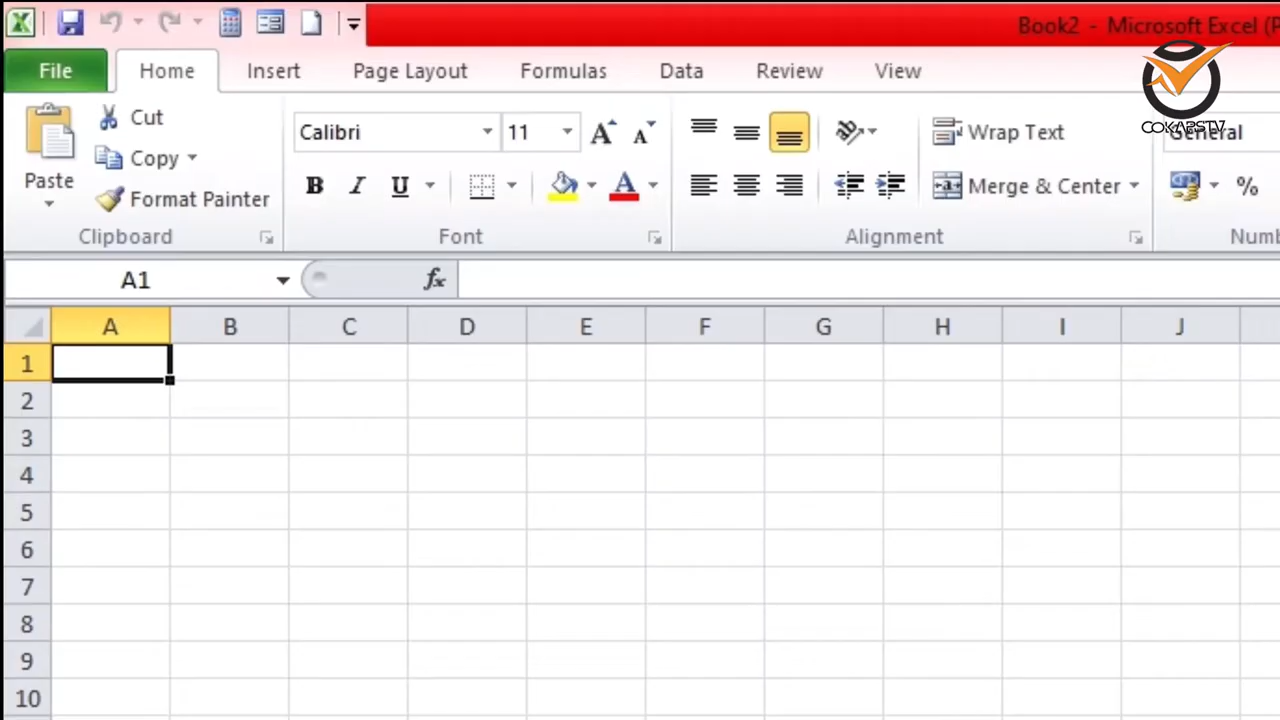 Book2 - Microsoft Excel (P
File Home Insert Page Layout Formulas Data Review View
COKARSTV
Paste
Cut
Copy
Format Painter
Clipboard
Calibri 11
B I U A
Font
Wrap Text
Merge & Center
Alignment
General
%
Numb
A1 fx
A B C D E F G H I J
1
2
3
4
5
6
7
8
9
10